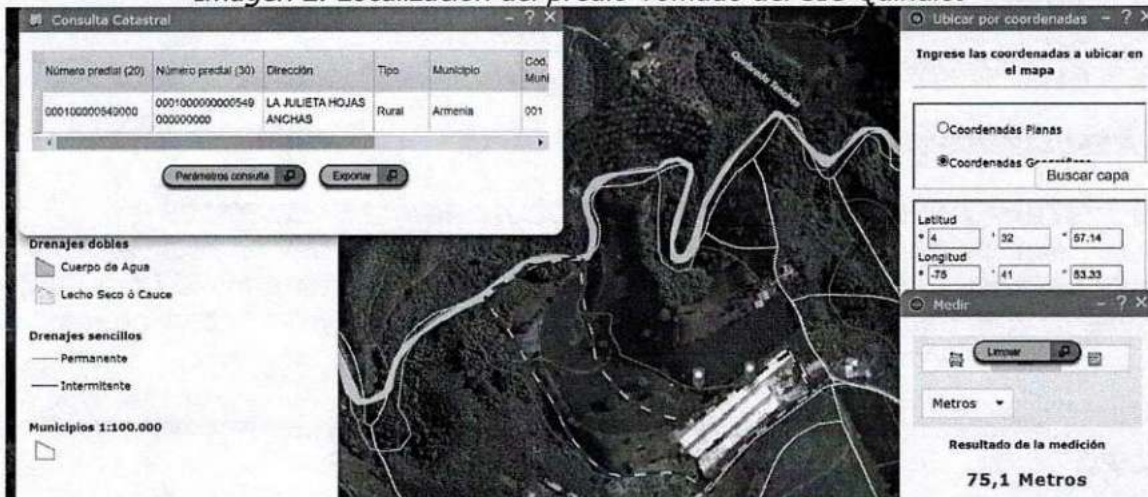 Imagen 2. Localización del predio Tomado del SIG Quindío.
Consulta Catastral - ? ×
Número predial (20) Número predial (30) Dirección Tipo Municipio Cód. Muni
000100000549000 0001000000000549000000000 LA JULIETA HOJAS ANCHAS Rural Armenia 001
Parámetros consulta Exportar
Drenajes dobles
Cuerpo de Agua
Lecho Seco ó Cauce
Drenajes sencillos
Permanente
Intermitente
Municipios 1:100.000
Quebrada
Ubicar por coordenadas - ? ×
Ingrese las coordenadas a ubicar en
el mapa
Coordenadas Planas
Coordenadas
Buscar capa
Latitud
° 4 ' 32 " 57.14
Longitud
° -75 ' 41 " 53.33
Medir - ? ×
Limpiar
Metros
Resultado de la medición
75,1 Metros